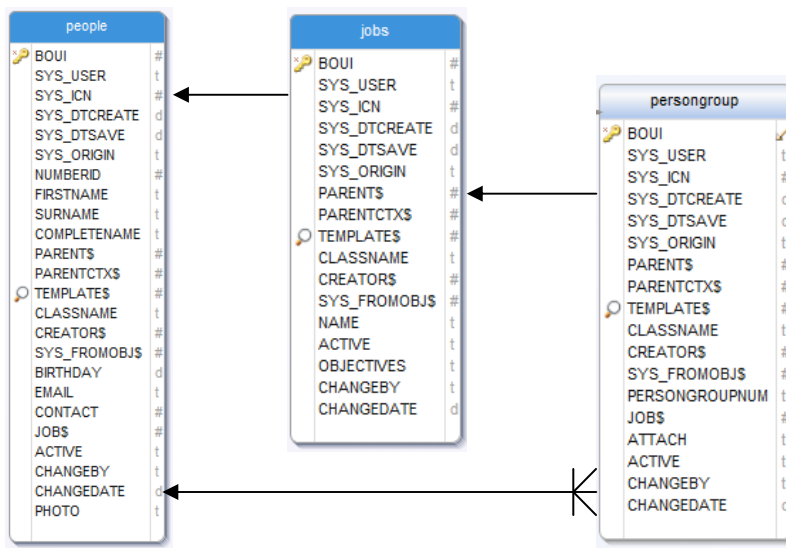 people
BOUI #
SYS_USER t
SYS_ICN #
SYS_DTCREATE d
SYS_DTSAVE d
SYS_ORIGIN t
NUMBERID #
FIRSTNAME t
SURNAME t
COMPLETENAME t
PARENT$ #
PARENTCTX$ #
TEMPLATE$ #
CLASSNAME t
CREATOR$ #
SYS_FROMOBJ$ #
BIRTHDAY d
EMAIL t
CONTACT #
JOB$ #
ACTIVE t
CHANGEBY t
CHANGEDATE d
PHOTO t
jobs
BOUI #
SYS_USER t
SYS_ICN #
SYS_DTCREATE d
SYS_DTSAVE d
SYS_ORIGIN t
PARENT$ #
PARENTCTX$ #
TEMPLATE$ #
CLASSNAME t
CREATOR$ #
SYS_FROMOBJ$ #
NAME t
ACTIVE t
OBJECTIVES t
CHANGEBY t
CHANGEDATE d
persongroup
BOUI
SYS_USER t
SYS_ICN #
SYS_DTCREATE d
SYS_DTSAVE d
SYS_ORIGIN t
PARENT$ #
PARENTCTX$ #
TEMPLATE$ #
CLASSNAME t
CREATOR$ #
SYS_FROMOBJ$ #
PERSONGROUPNUM t
JOB$ #
ATTACH t
ACTIVE t
CHANGEBY t
CHANGEDATE d